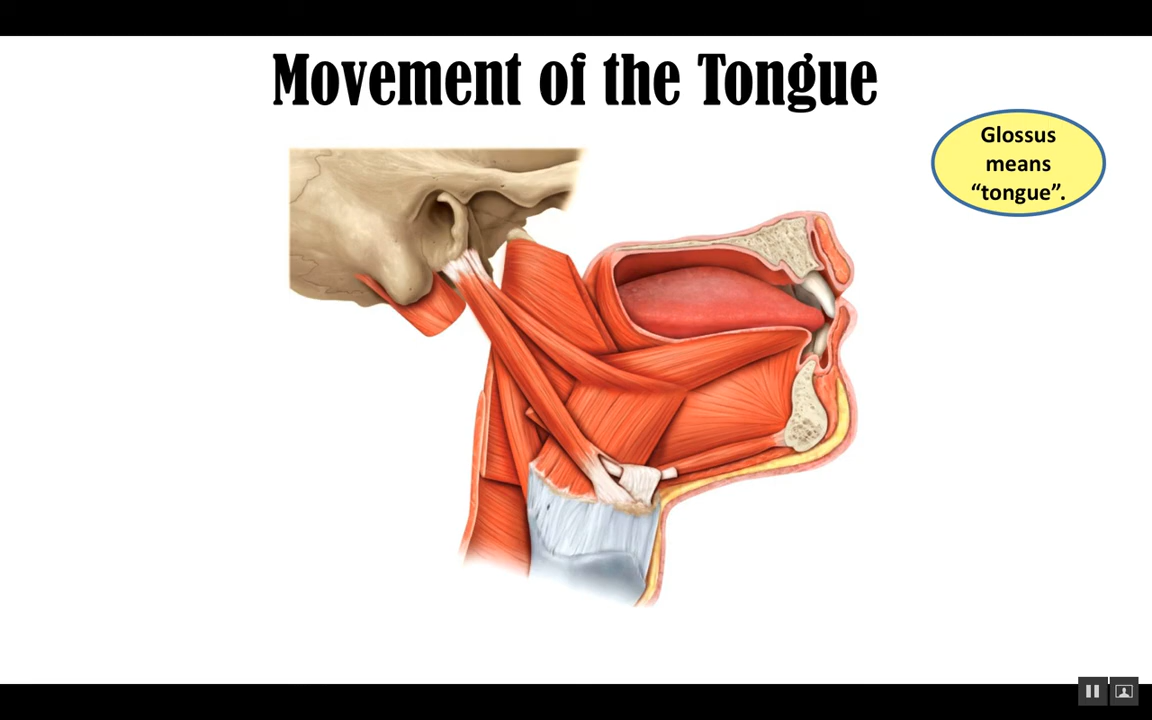 Movement of the Tongue
Glossus
means
“tongue”.